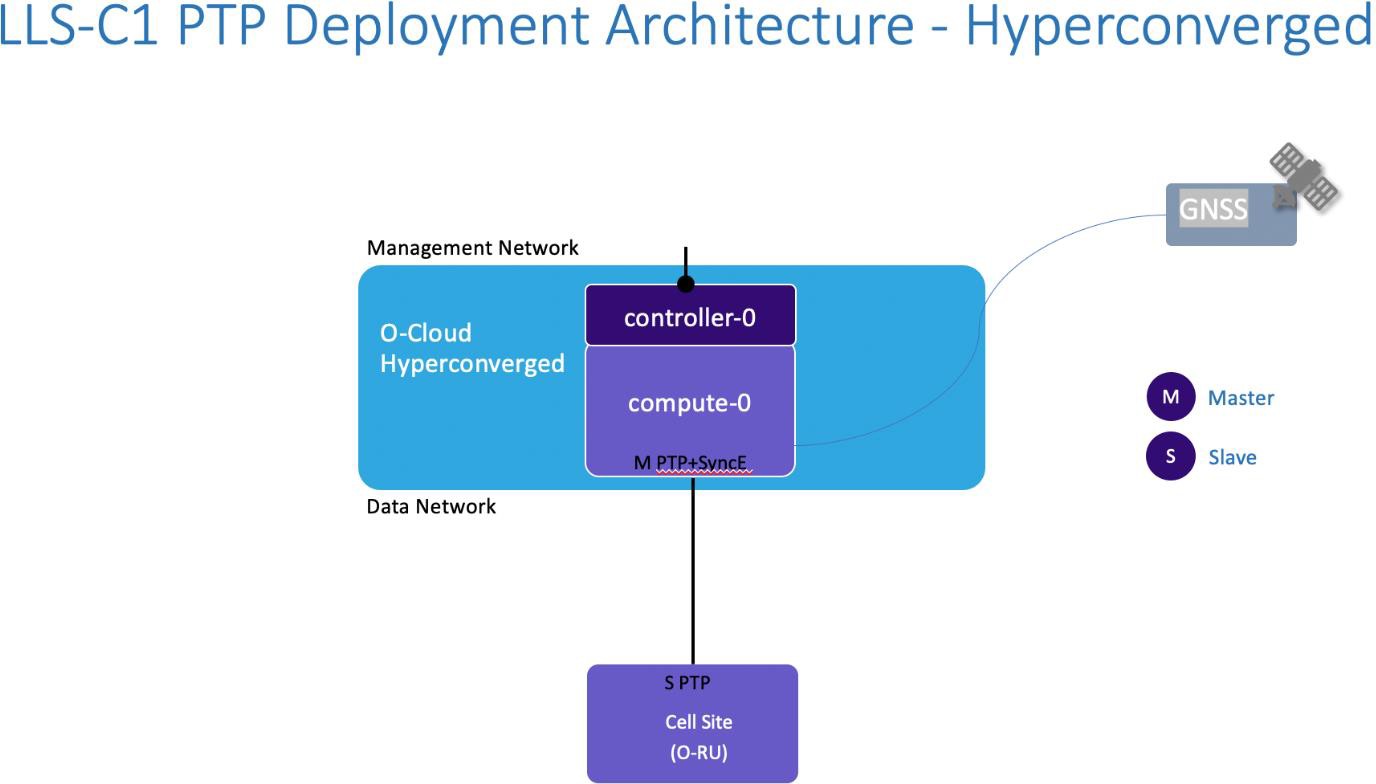 LLS-C1 PTP Deployment Architecture - Hyperconverged
GNSS
Management Network
controller-0
O-Cloud
Hyperconverged
compute-0
M PTP+SyncE
M Master
S Slave
Data Network
S PTP
Cell Site
(O-RU)